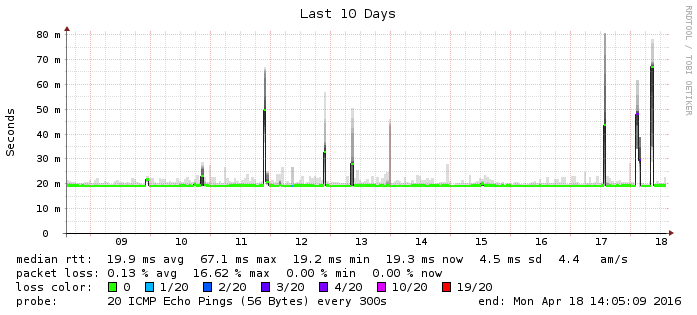 Last 10 Days
RRDTOOL / TOBI OETIKER
Seconds
80 m
70 m
60 m
50 m
40 m
30 m
20 m
10 m
0
09 10 11 12 13 14 15 16 17 18
median rtt: 19.9 ms avg 67.1 ms max 19.2 ms min 19.3 ms now 4.5 ms sd 4.4 am/s
packet loss: 0.13 % avg 16.62 % max 0.00 % min 0.00 % now
loss color: 0 1/20 2/20 3/20 4/20 10/20 19/20
probe: 20 ICMP Echo Pings (56 Bytes) every 300s end: Mon Apr 18 14:05:09 2016